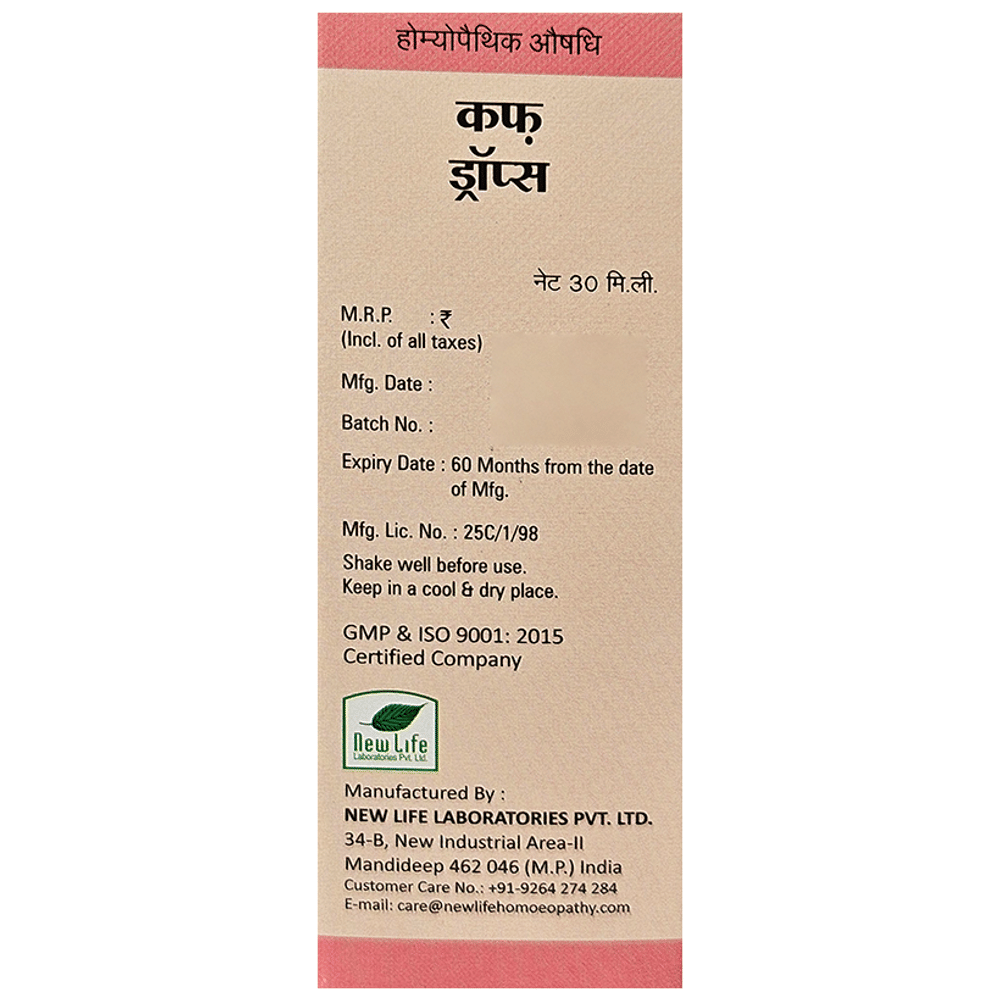 होम्योपैथिक औषधि
कफ़
ड्रॉप्स
नेट 30 मि.ली.
M.R.P. : ₹
(Incl. of all taxes)
Mfg. Date :
Batch No. :
Expiry Date : 60 Months from the date
of Mfg.
Mfg. Lic. No. : 25C/1/98
Shake well before use.
Keep in a cool & dry place.
GMP & ISO 9001: 2015
Certified Company
New Life
Laboratories Pvt. Ltd.
Manufactured By :
NEW LIFE LABORATORIES PVT. LTD.
34-B, New Industrial Area-II
Mandideep 462 046 (M.P.) India
Customer Care No.: +91-9264 274 284
E-mail: care@newlifehomoeopathy.com